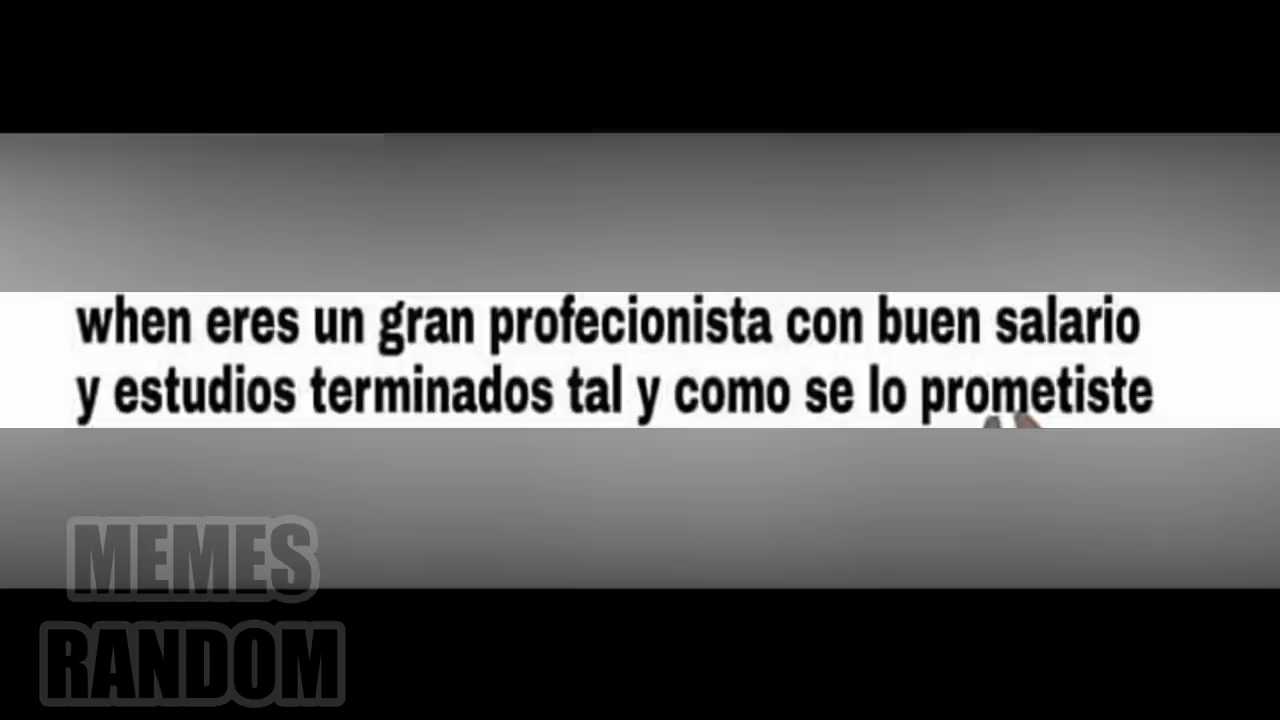 when eres un gran profecionista con buen salario
y estudios terminados tal y como se lo prometiste
MEMES
RANDOM